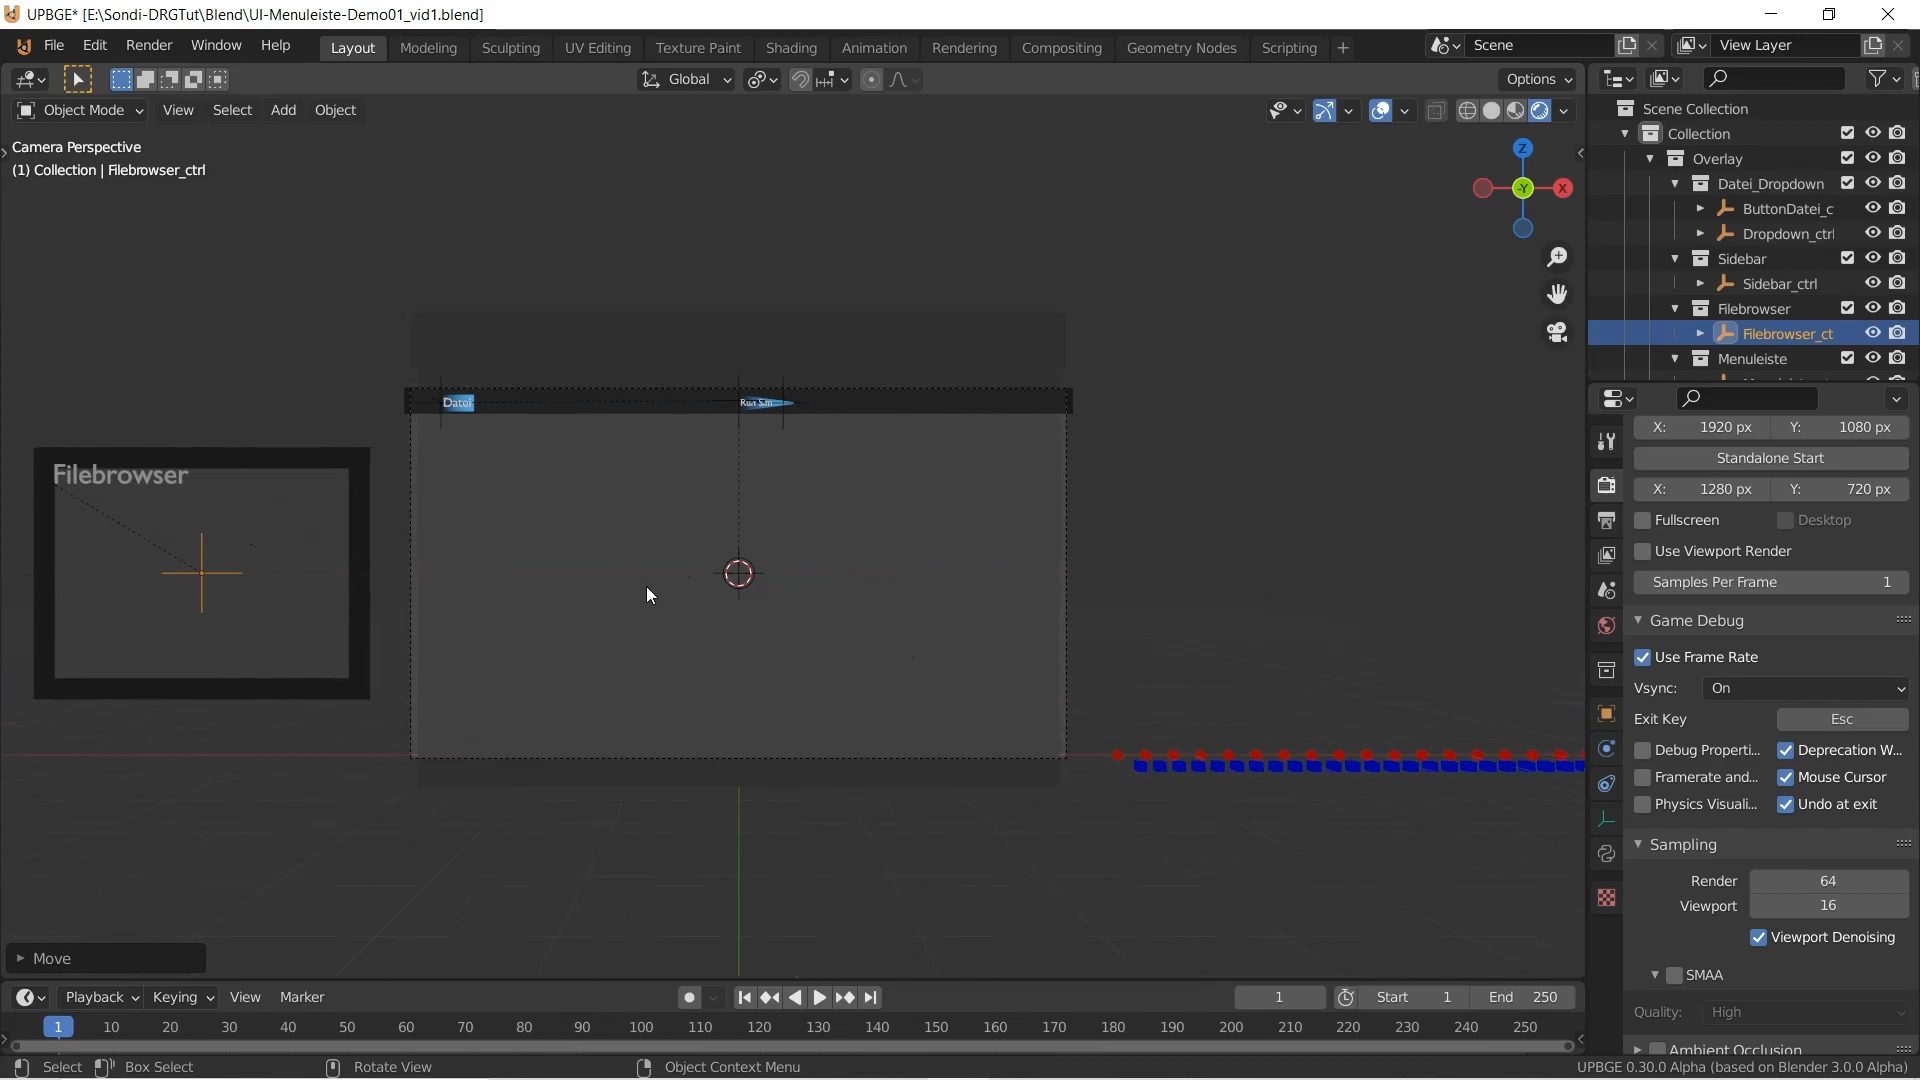 UPBGE* [E:\Sondi-DRGTut\Blend\UI-Menuleiste-Demo01_vid1.blend]
File Edit Render Window Help Layout Modeling Sculpting UV Editing Texture Paint Shading Animation Rendering Compositing Geometry Nodes Scripting + Scene View Layer
Global Options
Object Mode View Select Add Object
Camera Perspective
(1) Collection | Filebrowser_ctrl
Z
-Y
X
Datei
Run Sim
Filebrowser
Move
Scene Collection
Collection
Overlay
Datei_Dropdown
ButtonDatei_c
Dropdown_ctrl
Sidebar
Sidebar_ctrl
Filebrowser
Filebrowser_ct
Menuleiste
X: 1920 px Y: 1080 px
Standalone Start
X: 1280 px Y: 720 px
Fullscreen Desktop
Use Viewport Render
Samples Per Frame 1
Game Debug
Use Frame Rate
Vsync: On
Exit Key Esc
Debug Properti... Deprecation W...
Framerate and... Mouse Cursor
Physics Visuali... Undo at exit
Sampling
Render 64
Viewport 16
Viewport Denoising
SMAA
Quality: High
Ambient Occlusion
Playback Keying View Marker 1 Start 1 End 250
1 10 20 30 40 50 60 70 80 90 100 110 120 130 140 150 160 170 180 190 200 210 220 230 240 250
Select Box Select Rotate View Object Context Menu UPBGE 0.30.0 Alpha (based on Blender 3.0.0 Alpha)